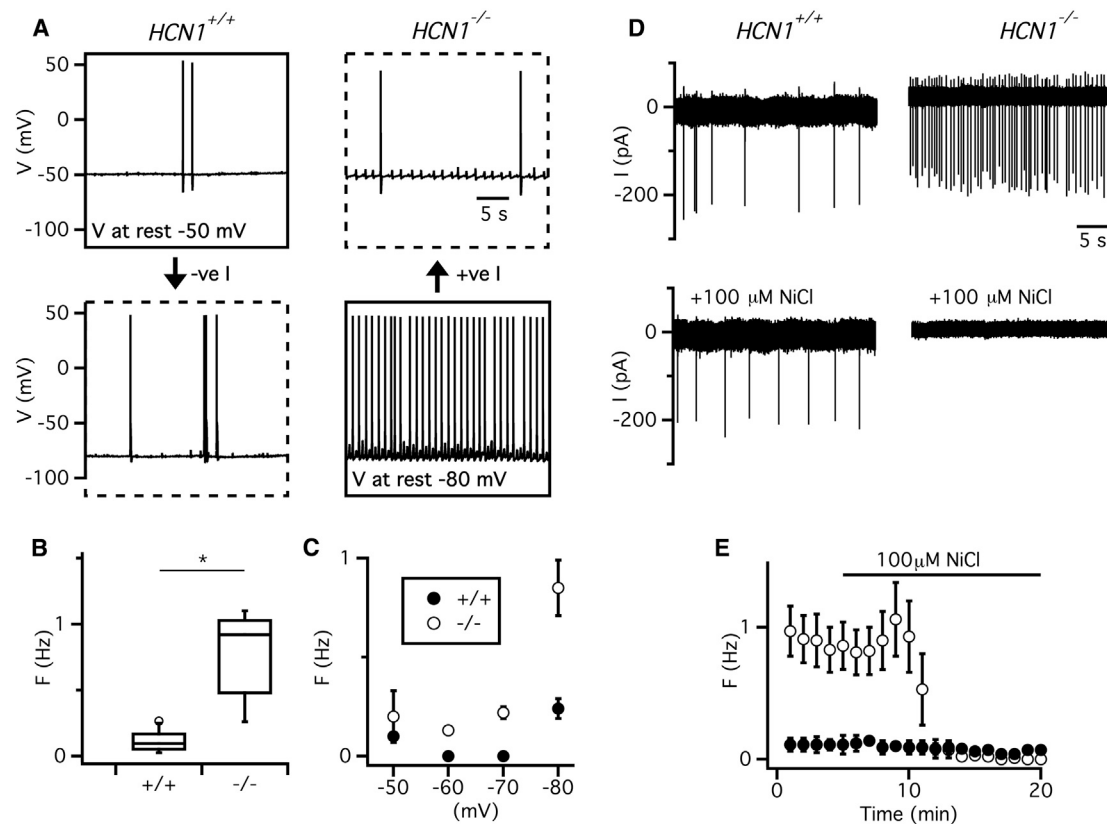 A
HCN1+/+
HCN1-/-
50
0
-50
-100
V (mV)
V at rest -50 mV
5 s
-ve I
+ve I
50
0
-50
-100
V (mV)
V at rest -80 mV
D
HCN1+/+
HCN1-/-
0
-200
I (pA)
5 s
+100 μM NiCl
+100 μM NiCl
0
-200
I (pA)
B
*
1
0
F (Hz)
+/+
-/-
C
1
0
F (Hz)
+/+
-/-
-50
-60
-70
-80
(mV)
E
100μM NiCl
1
0
F (Hz)
0
10
20
Time (min)